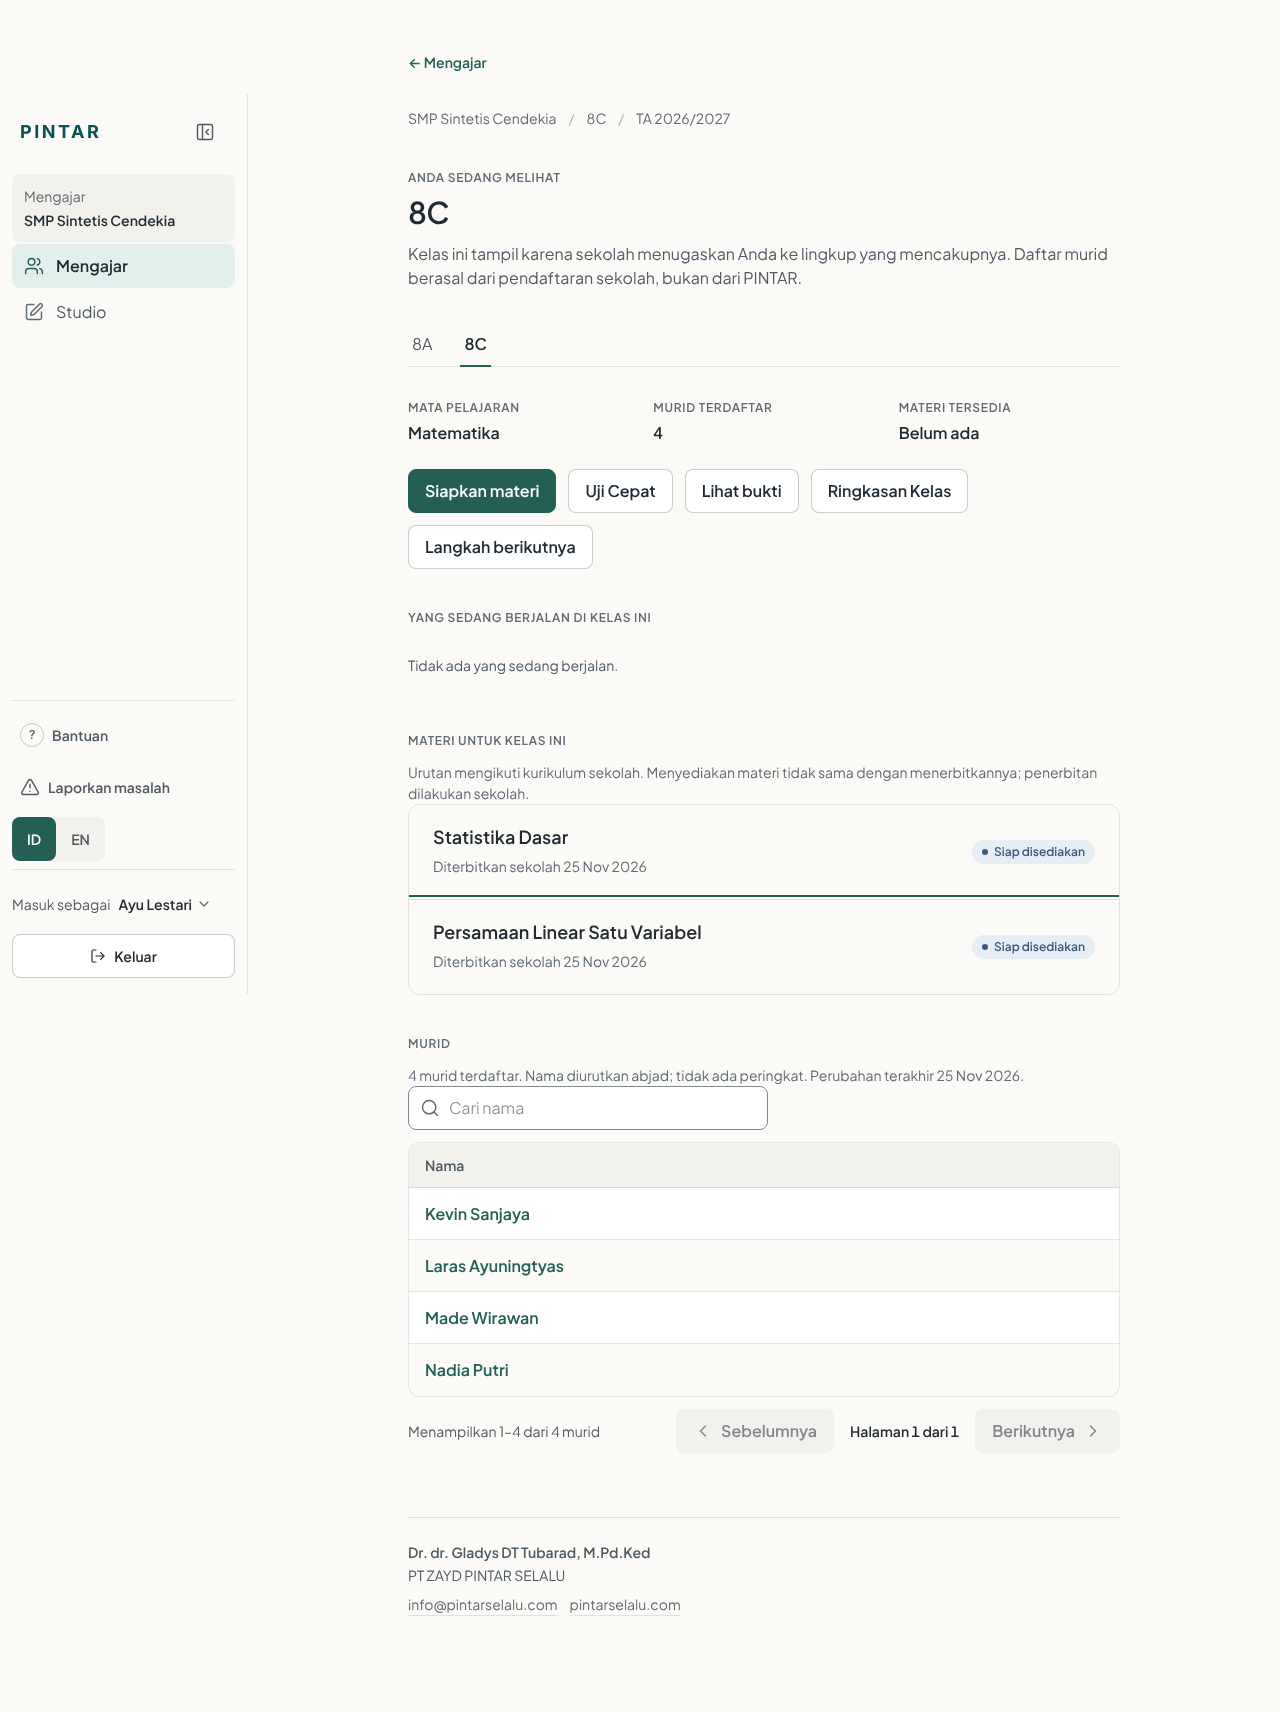 ← Mengajar
PINTAR
Mengajar
SMP Sintetis Cendekia
Mengajar
Studio
? Bantuan
Laporkan masalah
ID EN
Masuk sebagai Ayu Lestari
Keluar
SMP Sintetis Cendekia / 8C / TA 2026/2027
ANDA SEDANG MELIHAT
8C
Kelas ini tampil karena sekolah menugaskan Anda ke lingkup yang mencakupnya. Daftar murid
berasal dari pendaftaran sekolah, bukan dari PINTAR.
8A 8C
MATA PELAJARAN MURID TERDAFTAR MATERI TERSEDIA
Matematika 4 Belum ada
Siapkan materi Uji Cepat Lihat bukti Ringkasan Kelas
Langkah berikutnya
YANG SEDANG BERJALAN DI KELAS INI
Tidak ada yang sedang berjalan.
MATERI UNTUK KELAS INI
Urutan mengikuti kurikulum sekolah. Menyediakan materi tidak sama dengan menerbitkannya; penerbitan
dilakukan sekolah.
Statistika Dasar
Diterbitkan sekolah 25 Nov 2026
Siap disediakan
Persamaan Linear Satu Variabel
Diterbitkan sekolah 25 Nov 2026
Siap disediakan
MURID
4 murid terdaftar. Nama diurutkan abjad; tidak ada peringkat. Perubahan terakhir 25 Nov 2026.
Cari nama
Nama
Kevin Sanjaya
Laras Ayuningtyas
Made Wirawan
Nadia Putri
Menampilkan 1–4 dari 4 murid Sebelumnya Halaman 1 dari 1 Berikutnya
Dr. dr. Gladys DT Tubarad, M.Pd.Ked
PT ZAYD PINTAR SELALU
info@pintarselalu.com pintarselalu.com